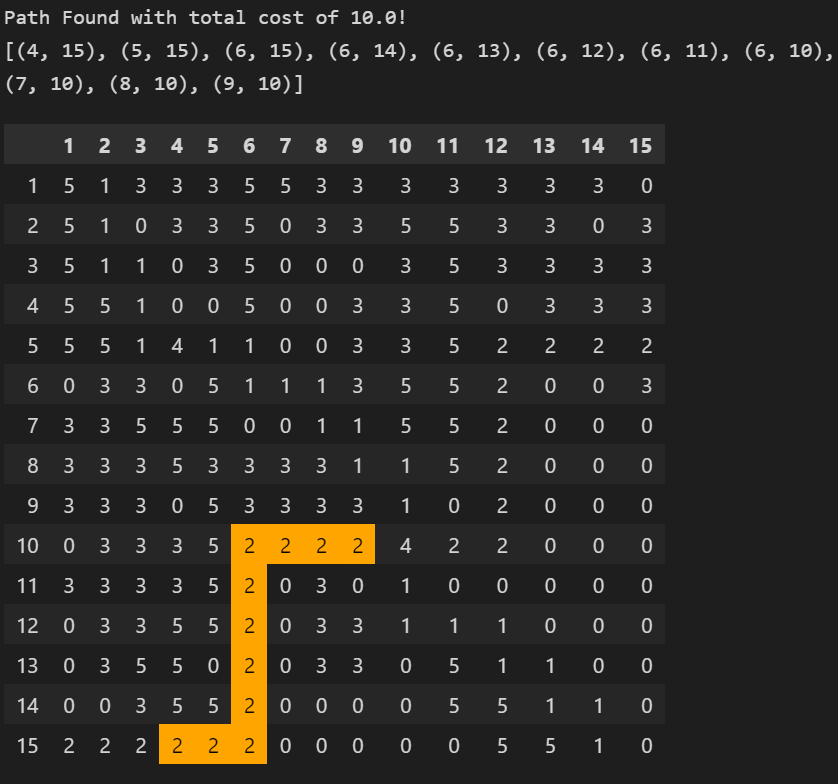 Path Found with total cost of 10.0!
[(4, 15), (5, 15), (6, 15), (6, 14), (6, 13), (6, 12), (6, 11), (6, 10),
(7, 10), (8, 10), (9, 10)]
1 2 3 4 5 6 7 8 9 10 11 12 13 14 15
1 5 1 3 3 3 5 5 3 3 3 3 3 3 3 0
2 5 1 0 3 3 5 0 3 3 5 5 3 3 0 3
3 5 1 1 0 3 5 0 0 0 3 5 3 3 3 3
4 5 5 1 0 0 5 0 0 3 3 5 0 3 3 3
5 5 5 1 4 1 1 0 0 3 3 5 2 2 2 2
6 0 3 3 0 5 1 1 1 3 5 5 2 0 0 3
7 3 3 5 5 5 0 0 1 1 5 5 2 0 0 0
8 3 3 3 5 3 3 3 3 1 1 5 2 0 0 0
9 3 3 3 0 5 3 3 3 3 1 0 2 0 0 0
10 0 3 3 3 5 2 2 2 2 4 2 2 0 0 0
11 3 3 3 3 5 2 0 3 0 1 0 0 0 0 0
12 0 3 3 5 5 2 0 3 3 1 1 1 0 0 0
13 0 3 5 5 0 2 0 3 3 0 5 1 1 0 0
14 0 0 3 5 5 2 0 0 0 0 5 5 1 1 0
15 2 2 2 2 2 2 0 0 0 0 0 5 5 1 0